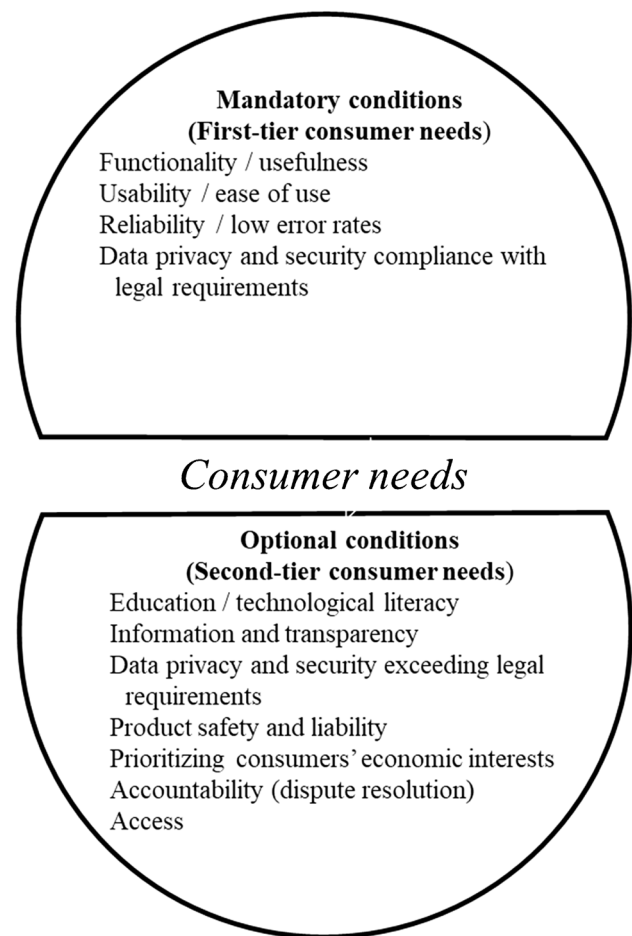 Mandatory conditions
(First-tier consumer needs)
Functionality / usefulness
Usability / ease of use
Reliability / low error rates
Data privacy and security compliance with
legal requirements
Consumer needs
Optional conditions
(Second-tier consumer needs)
Education / technological literacy
Information and transparency
Data privacy and security exceeding legal
requirements
Product safety and liability
Prioritizing consumers’ economic interests
Accountability (dispute resolution)
Access